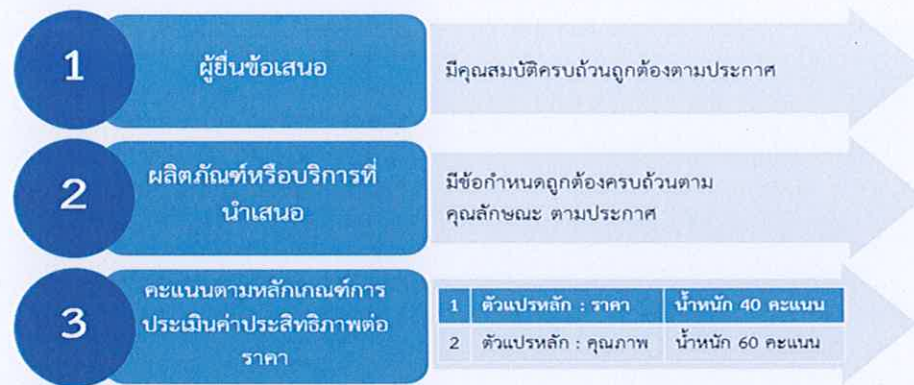 1
ผู้ยื่นข้อเสนอ
มีคุณสมบัติครบถ้วนถูกต้องตามประกาศ
2
ผลิตภัณฑ์หรือบริการที่
นำเสนอ
มีข้อกำหนดถูกต้องครบถ้วนตาม
คุณลักษณะ ตามประกาศ
3
คะแนนตามหลักเกณฑ์การ
ประเมินค่าประสิทธิภาพต่อ
ราคา
1 ตัวแปรหลัก : ราคา น้ำหนัก 40 คะแนน
2 ตัวแปรหลัก : คุณภาพ น้ำหนัก 60 คะแนน